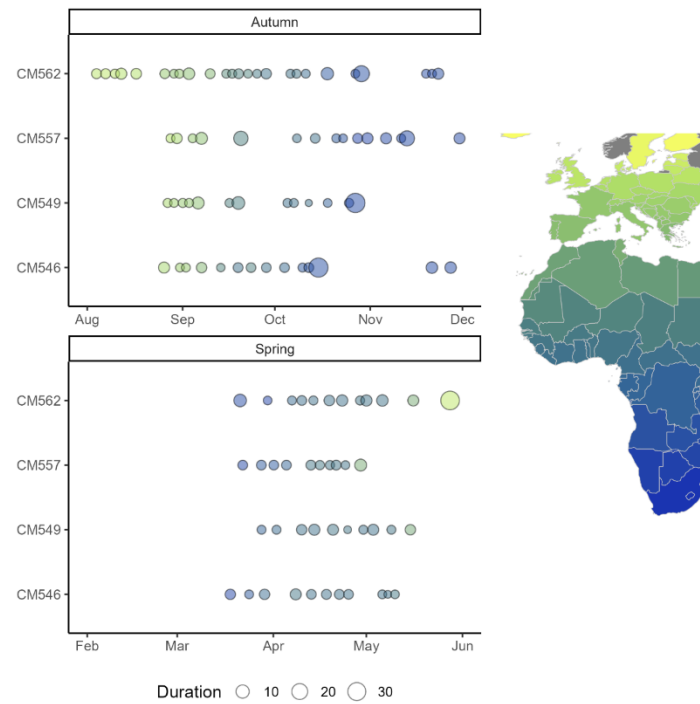 Autumn
CM562
CM557
CM549
CM546
Aug Sep Oct Nov Dec
Spring
CM562
CM557
CM549
CM546
Feb Mar Apr May Jun
Duration 10 20 30